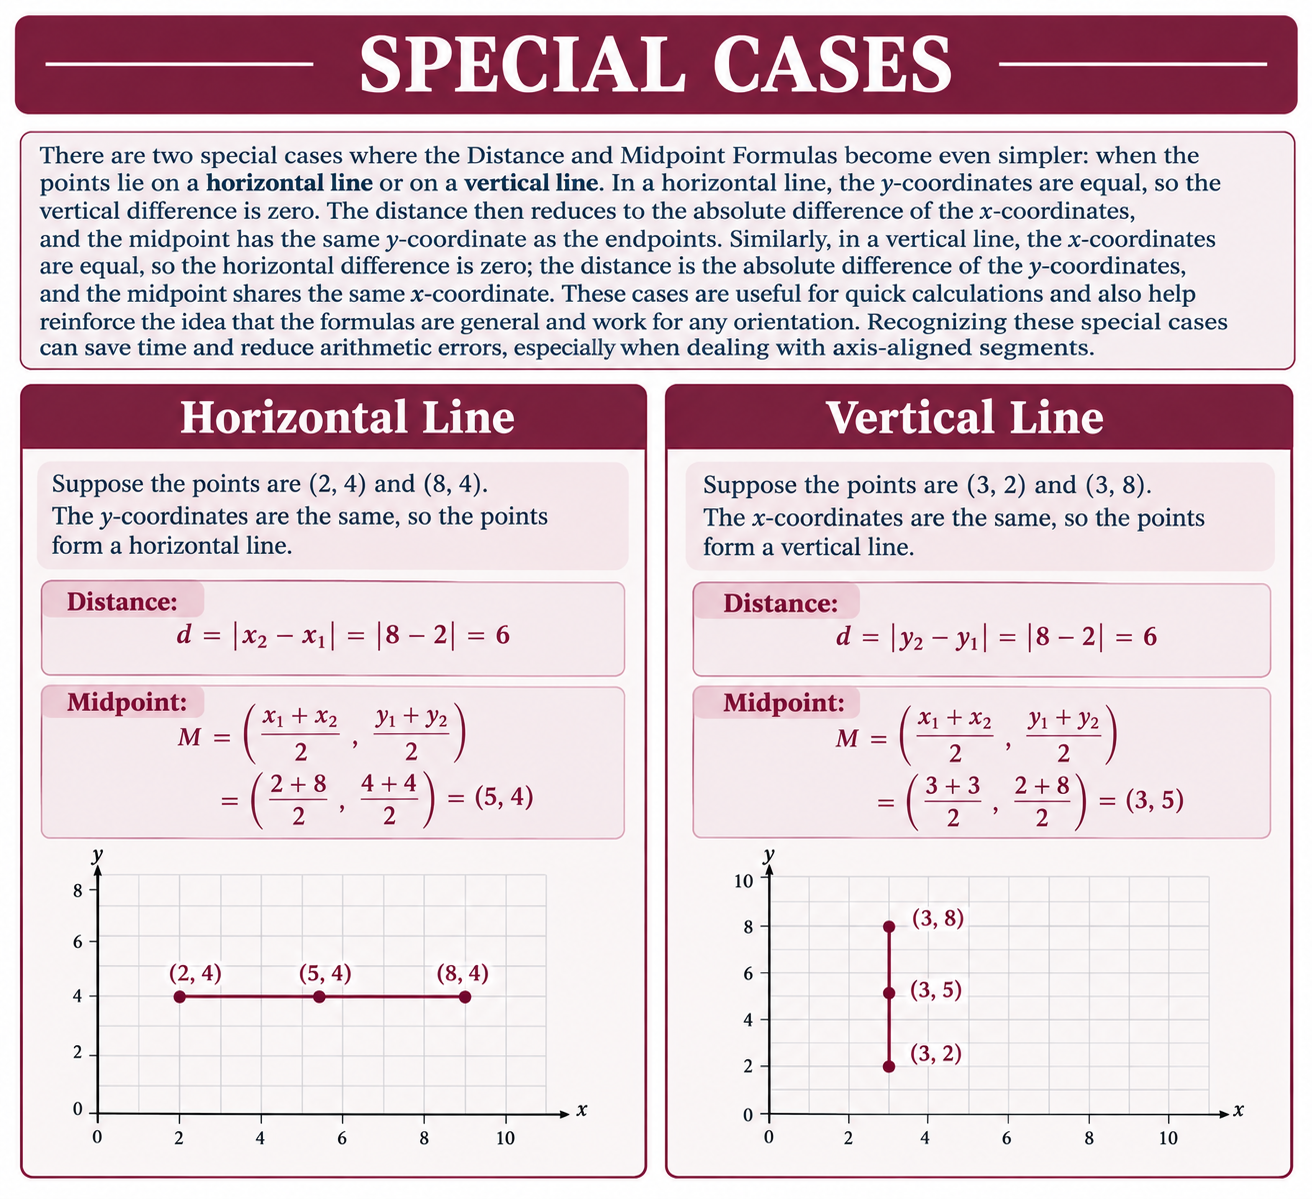 SPECIAL CASES
There are two special cases where the Distance and Midpoint Formulas become even simpler: when the
points lie on a horizontal line or on a vertical line. In a horizontal line, the y-coordinates are equal, so the
vertical difference is zero. The distance then reduces to the absolute difference of the x-coordinates,
and the midpoint has the same y-coordinate as the endpoints. Similarly, in a vertical line, the x-coordinates
are equal, so the horizontal difference is zero; the distance is the absolute difference of the y-coordinates,
and the midpoint shares the same x-coordinate. These cases are useful for quick calculations and also help
reinforce the idea that the formulas are general and work for any orientation. Recognizing these special cases
can save time and reduce arithmetic errors, especially when dealing with axis-aligned segments.
Horizontal Line
Suppose the points are (2, 4) and (8, 4).
The y-coordinates are the same, so the points
form a horizontal line.
Distance:
d = |x₂ − x₁| = |8 − 2| = 6
Midpoint:
M = ( (x₁ + x₂)/2 , (y₁ + y₂)/2 )
= ( (2 + 8)/2 , (4 + 4)/2 ) = (5, 4)
y
8
6
(2, 4) (5, 4) (8, 4)
4
2
0
x
0 2 4 6 8 10
Vertical Line
Suppose the points are (3, 2) and (3, 8).
The x-coordinates are the same, so the points
form a vertical line.
Distance:
d = |y₂ − y₁| = |8 − 2| = 6
Midpoint:
M = ( (x₁ + x₂)/2 , (y₁ + y₂)/2 )
= ( (3 + 3)/2 , (2 + 8)/2 ) = (3, 5)
y
10
8 (3, 8)
6
(3, 5)
4
(3, 2)
2
0
x
0 2 4 6 8 10